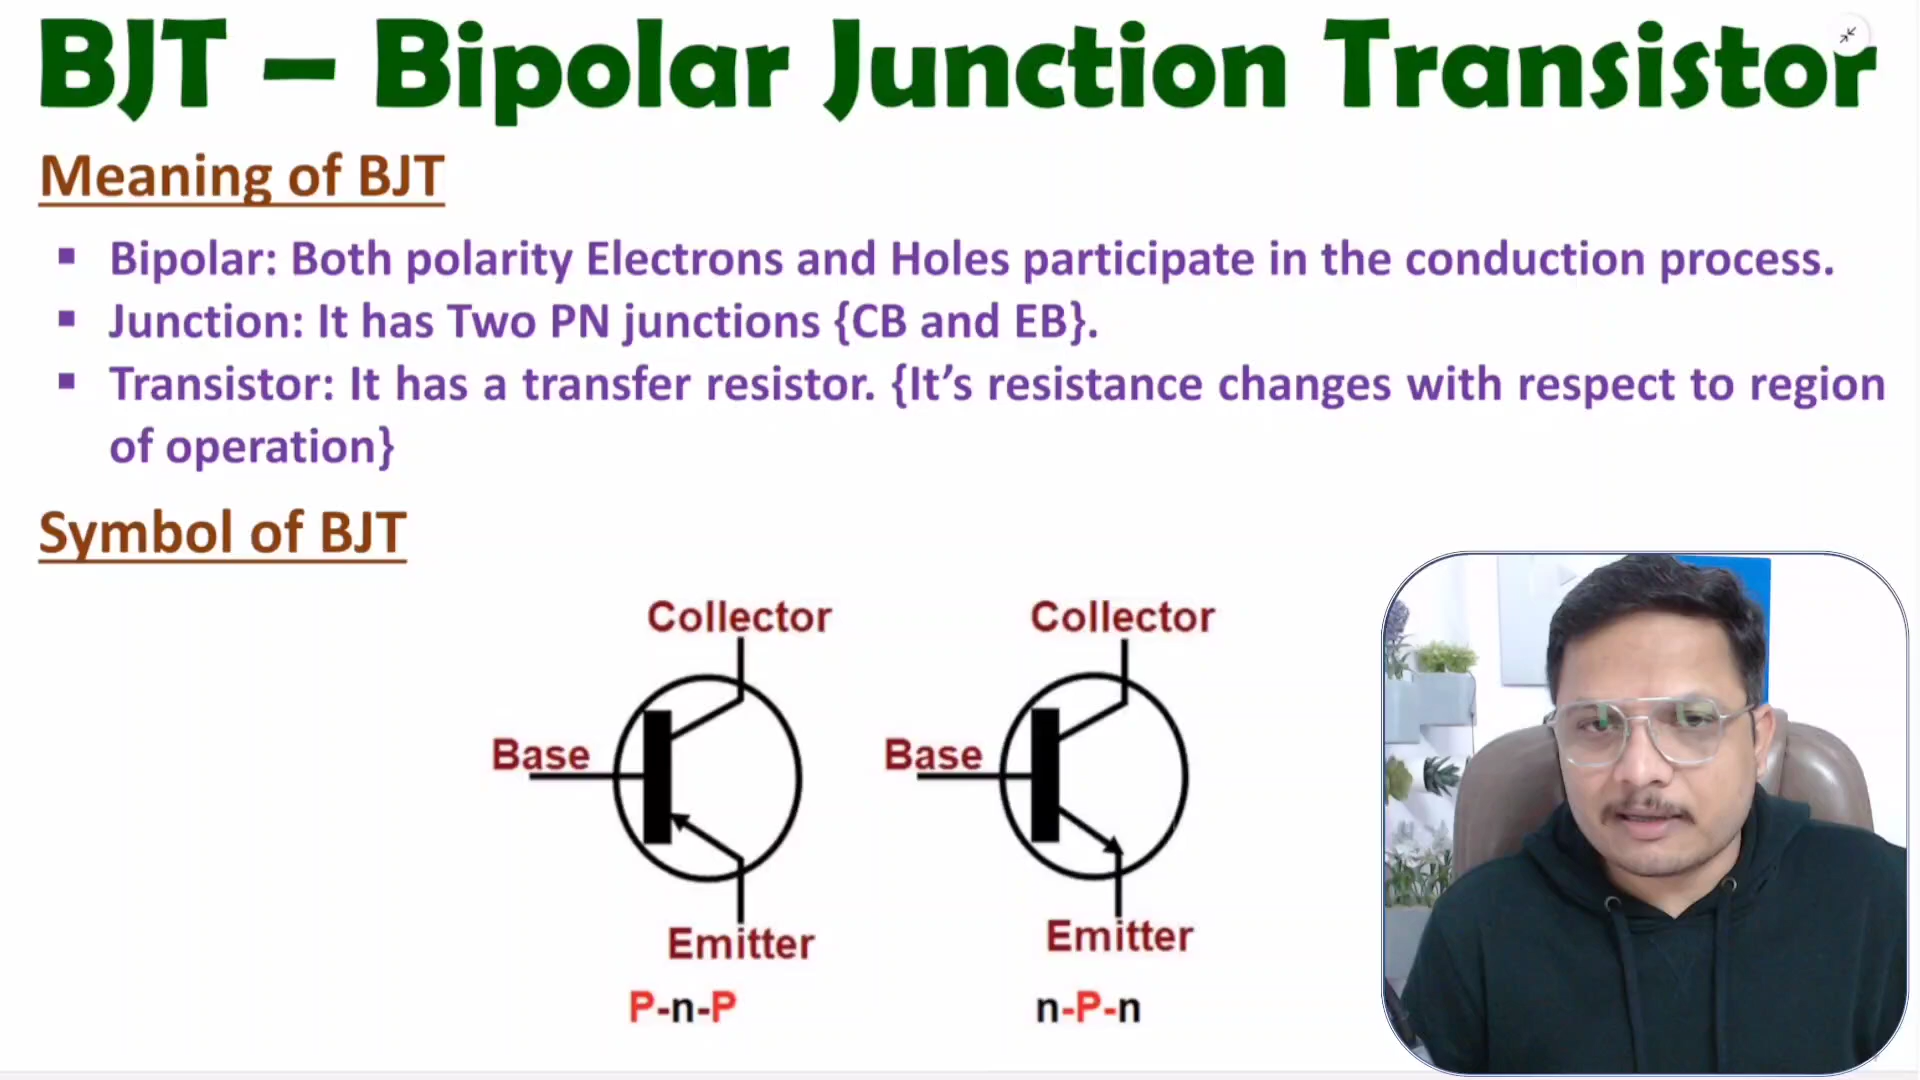 BJT – Bipolar Junction Transistor
Meaning of BJT
▪ Bipolar: Both polarity Electrons and Holes participate in the conduction process.
▪ Junction: It has Two PN junctions {CB and EB}.
▪ Transistor: It has a transfer resistor. {It’s resistance changes with respect to region
of operation}
Symbol of BJT
Collector
Base
Emitter
P-n-P
Collector
Base
Emitter
n-P-n